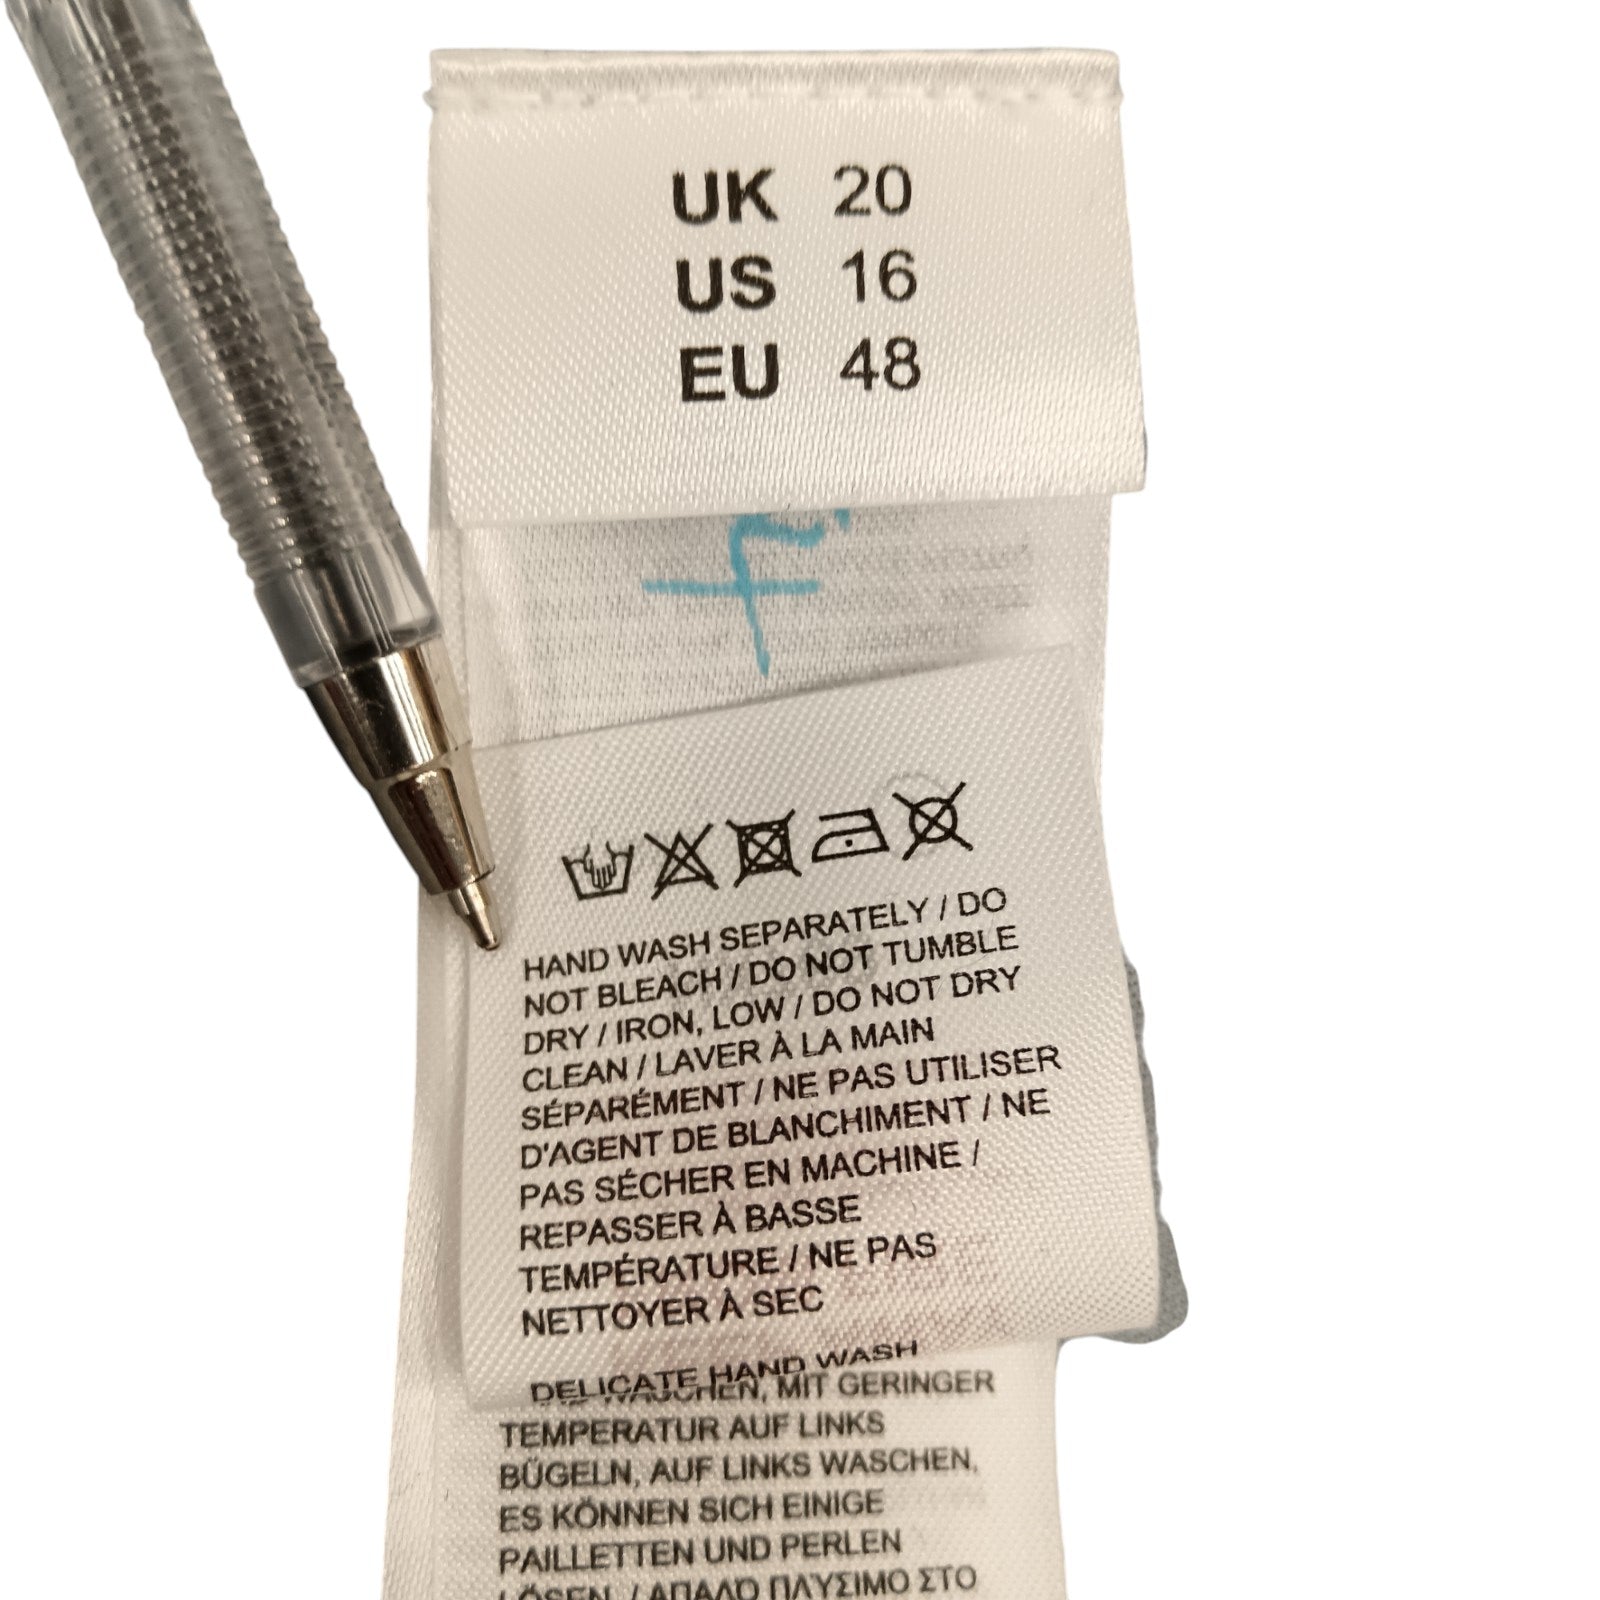 UK 20
US 16
EU 48
HAND WASH SEPARATELY / DO
NOT BLEACH / DO NOT TUMBLE
DRY / IRON, LOW / DO NOT DRY
CLEAN / LAVER À LA MAIN
SÉPARÉMENT / NE PAS UTILISER
D'AGENT DE BLANCHIMENT / NE
PAS SÉCHER EN MACHINE /
REPASSER À BASSE
TEMPÉRATURE / NE PAS
NETTOYER À SEC
DELICATE HAND WASH
WASCHEN, MIT GERINGER
TEMPERATUR AUF LINKS
BÜGELN, AUF LINKS WASCHEN,
ES KÖNNEN SICH EINIGE
PAILLETTEN UND PERLEN
LÖSEN. / ΑΠΑΛΟ ΠΛΥΣΙΜΟ ΣΤΟ